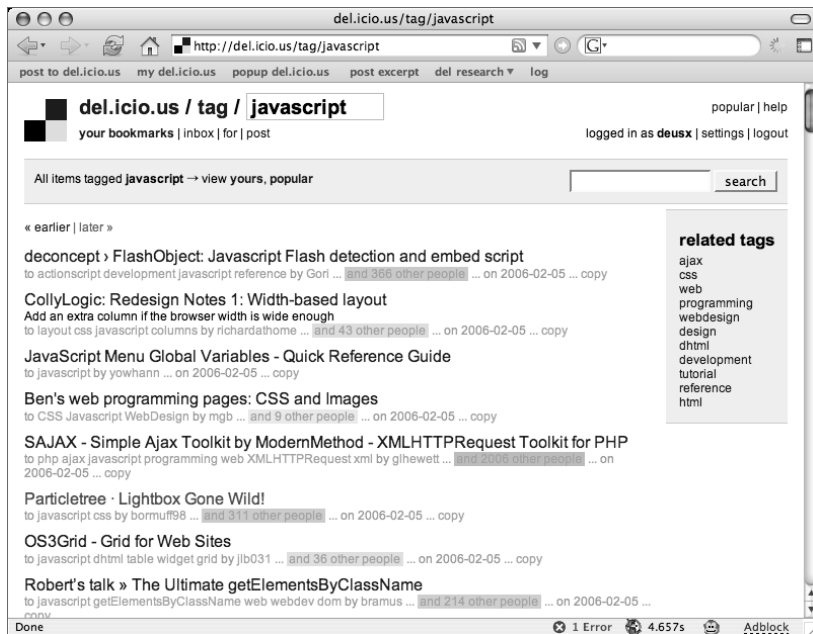 del.icio.us/tag/javascript
http://del.icio.us/tag/javascript
G
post to del.icio.us my del.icio.us popup del.icio.us post excerpt del research ▾ log
del.icio.us / tag / javascript
popular | help
your bookmarks | inbox | for | post
logged in as deusx | settings | logout
All items tagged javascript → view yours, popular
search
« earlier | later »
related tags
ajax
css
web
programming
webdesign
design
dhtml
development
tutorial
reference
html
deconcept › FlashObject: Javascript Flash detection and embed script
to actionscript development javascript reference by Gori ... and 366 other people ... on 2006-02-05 ... copy
CollyLogic: Redesign Notes 1: Width-based layout
Add an extra column if the browser width is wide enough
to layout css javascript columns by richardathome ... and 43 other people ... on 2006-02-05 ... copy
JavaScript Menu Global Variables - Quick Reference Guide
to javascript by yowhann ... on 2006-02-05 ... copy
Ben's web programming pages: CSS and Images
to CSS Javascript WebDesign by mgb ... and 9 other people ... on 2006-02-05 ... copy
SAJAX - Simple Ajax Toolkit by ModernMethod - XMLHTTPRequest Toolkit for PHP
to php ajax javascript programming web XMLHTTPRequest xml by glhewett ... and 2006 other people ... on
2006-02-05 ... copy
Particletree · Lightbox Gone Wild!
to javascript css by bormuff98 ... and 311 other people ... on 2006-02-05 ... copy
OS3Grid - Grid for Web Sites
to javascript dhtml table widget grid by jlb031 ... and 36 other people ... on 2006-02-05 ... copy
Robert's talk » The Ultimate getElementsByClassName
to javascript getElementsByClassName web webdev dom by bramus ... and 214 other people ... on 2006-02-05 ...
copy
Done
1 Error 4.657s Adblock